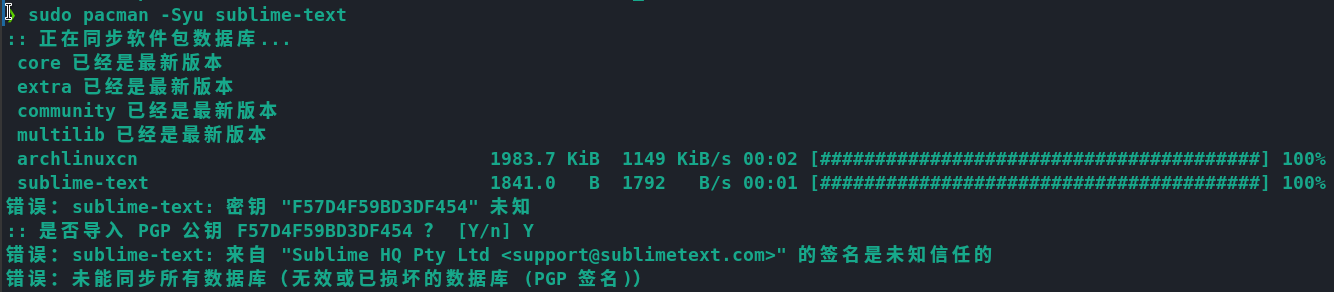 sudo pacman -Syu sublime-text
:: 正在同步软件包数据库...
core 已经是最新版本
extra 已经是最新版本
community 已经是最新版本
multilib 已经是最新版本
archlinuxcn 1983.7 KiB 1149 KiB/s 00:02 [########################################] 100%
sublime-text 1841.0 B 1792 B/s 00:01 [########################################] 100%
错误：sublime-text: 密钥 "F57D4F59BD3DF454" 未知
:: 是否导入 PGP 公钥 F57D4F59BD3DF454 ？ [Y/n] Y
错误：sublime-text: 来自 "Sublime HQ Pty Ltd <support@sublimetext.com>" 的签名是未知信任的
错误：未能同步所有数据库（无效或已损坏的数据库 (PGP 签名)）